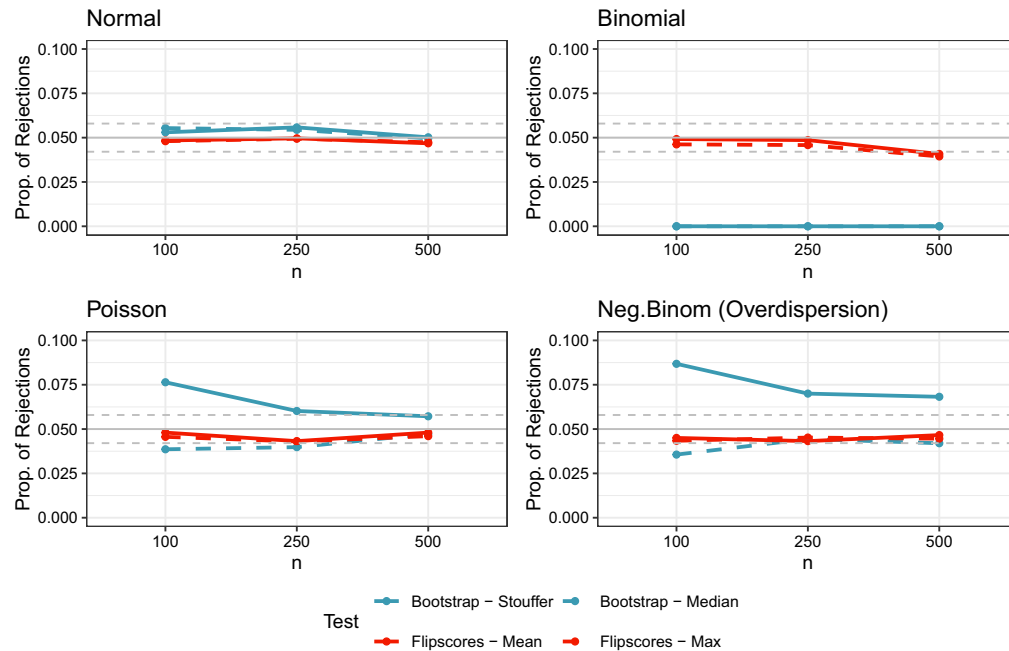 Normal
Binomial
Prop. of Rejections
0.100
0.075
0.050
0.025
0.000
100 250 500
n
Prop. of Rejections
0.100
0.075
0.050
0.025
0.000
100 250 500
n
Poisson
Neg.Binom (Overdispersion)
Prop. of Rejections
0.100
0.075
0.050
0.025
0.000
100 250 500
n
Prop. of Rejections
0.100
0.075
0.050
0.025
0.000
100 250 500
n
Test
Bootstrap − Stouffer Bootstrap − Median
Flipscores − Mean Flipscores − Max